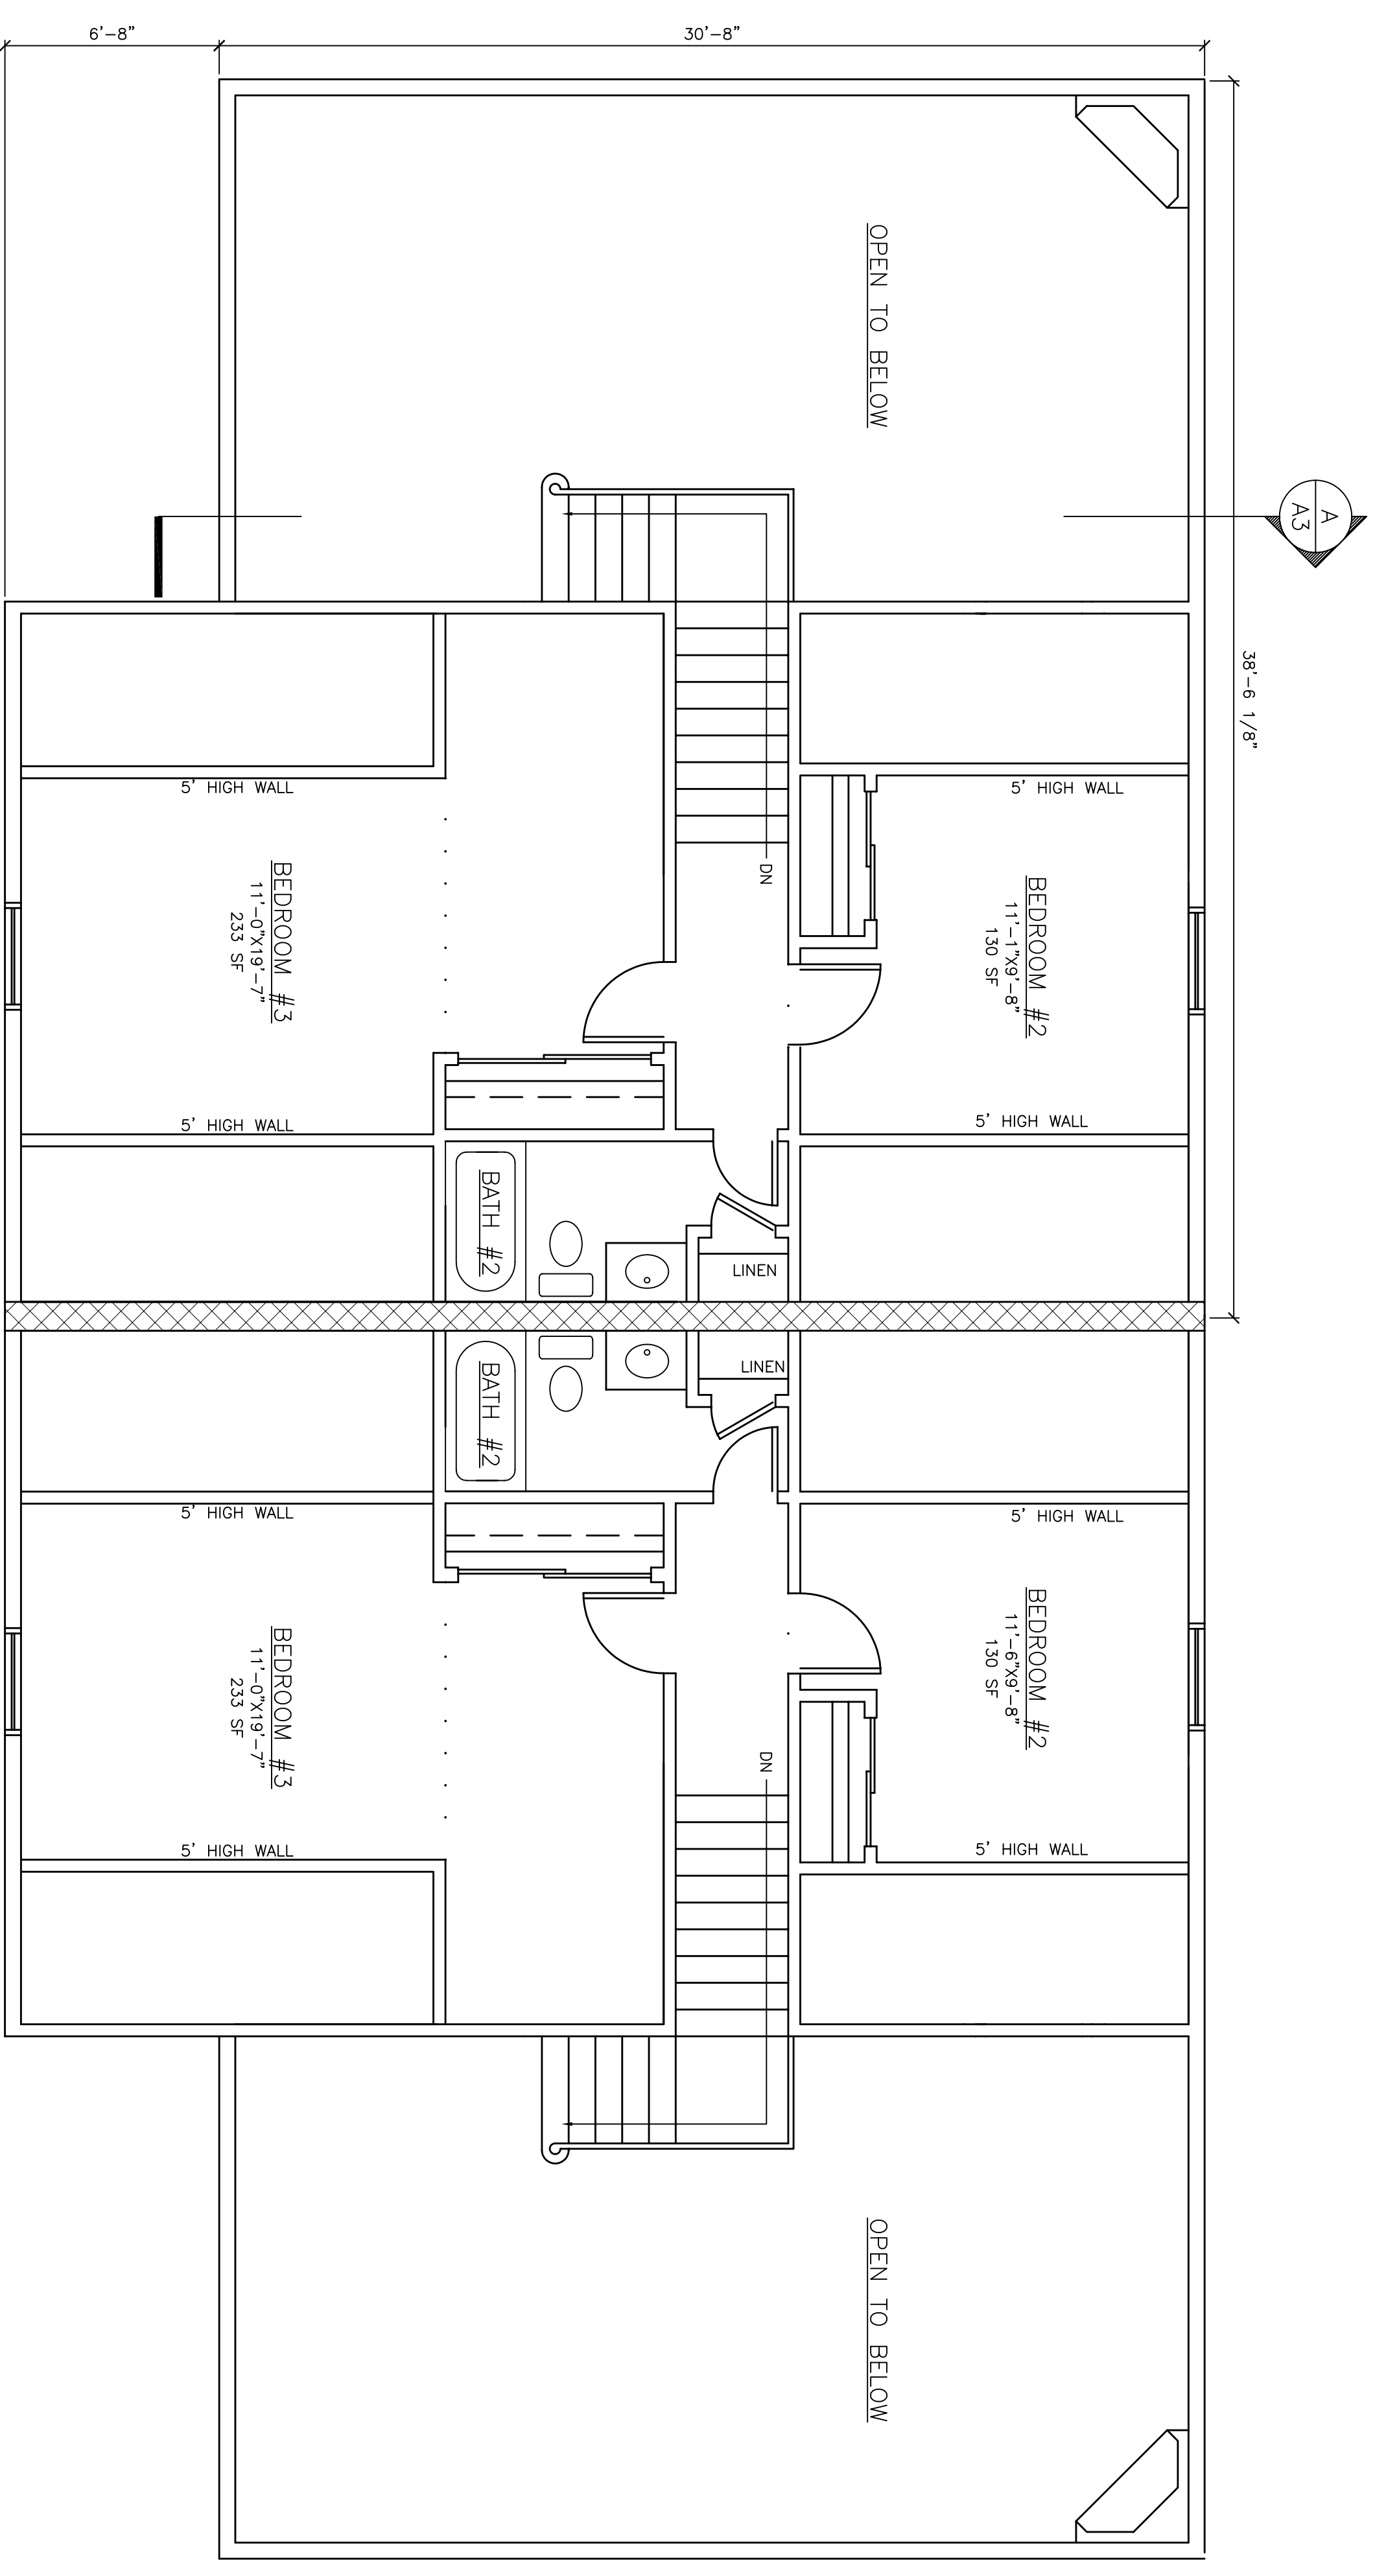 6'-8"
30'-8"
38'-6 1/8"
A
A3
OPEN TO BELOW
DN
5' HIGH WALL
5' HIGH WALL
BEDROOM #3
11'-0"X19'-7"
233 SF
BEDROOM #2
11'-1"X9'-8"
130 SF
5' HIGH WALL
5' HIGH WALL
BATH #2
LINEN
BATH #2
LINEN
5' HIGH WALL
5' HIGH WALL
BEDROOM #3
11'-0"X19'-7"
233 SF
BEDROOM #2
11'-6"X9'-8"
130 SF
DN
5' HIGH WALL
5' HIGH WALL
OPEN TO BELOW